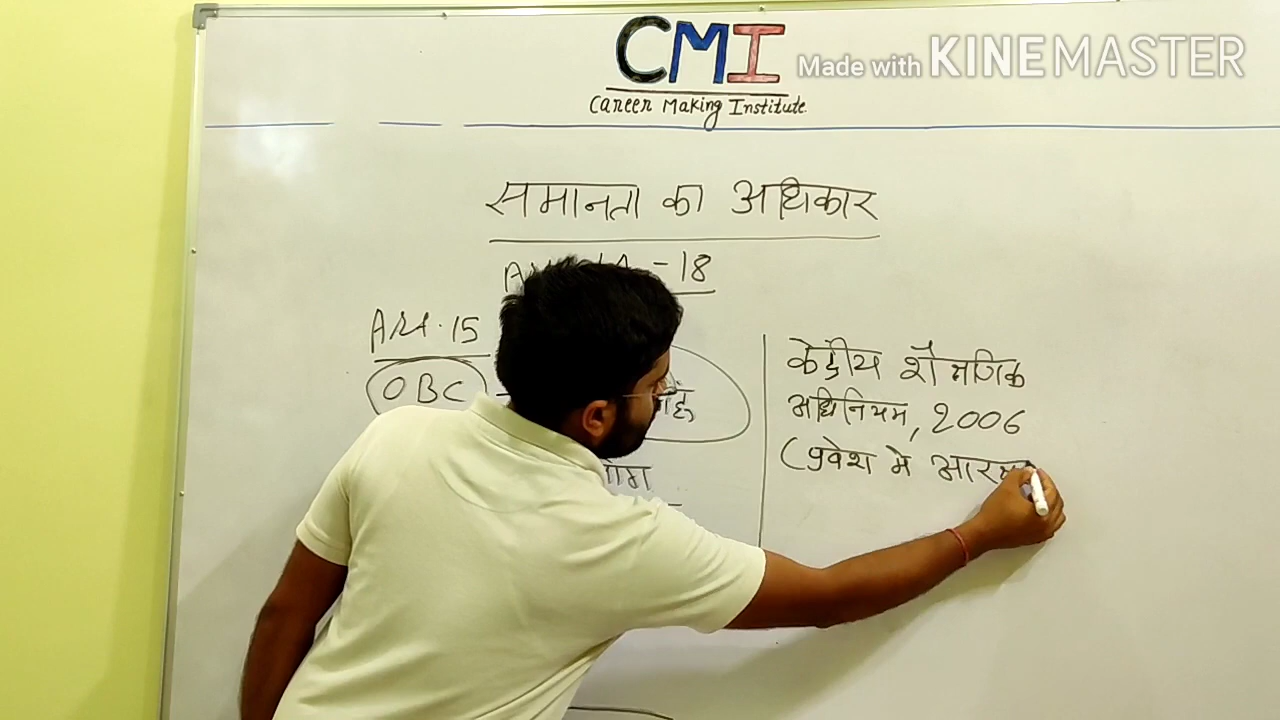 CMI
Made with KINEMASTER
Career Making Institute
समानता का अधिकार
- 18
Art. 15
OBC
केंद्रीय शैक्षणिक
अधिनियम, 2006
(प्रवेश में